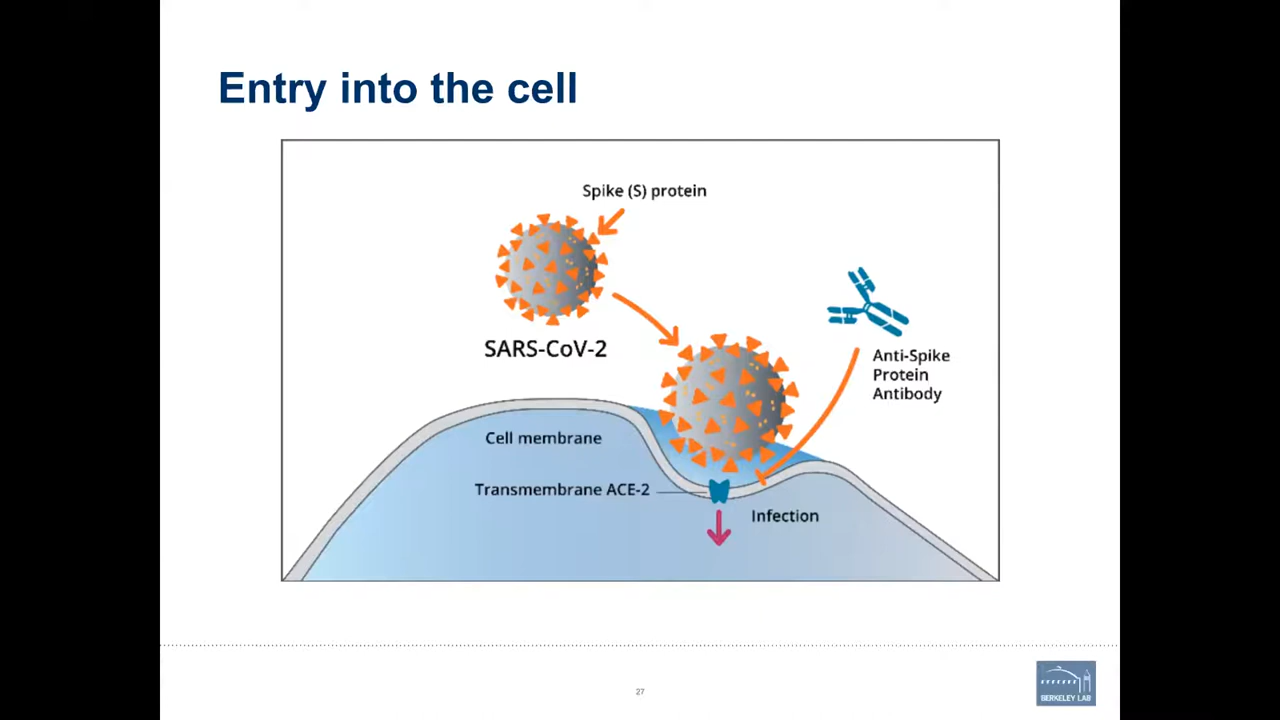 Entry into the cell
Spike (S) protein
SARS-CoV-2
Anti-Spike
Protein
Antibody
Cell membrane
Transmembrane ACE-2
Infection
27
BERKELEY LAB